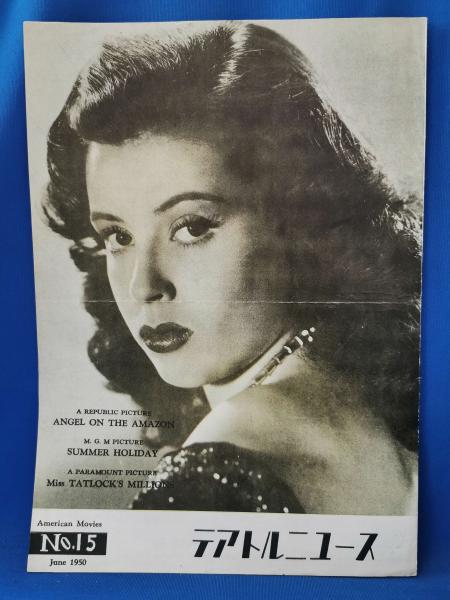 A REPUBLIC PICTURE
ANGEL ON THE AMAZON
M. G. M PICTURE
SUMMER HOLIDAY
A PARAMOUNT PICTURE
Miss TATLOCK'S MILLIONS
American Movies
No.15
June 1950
テアトルニュース